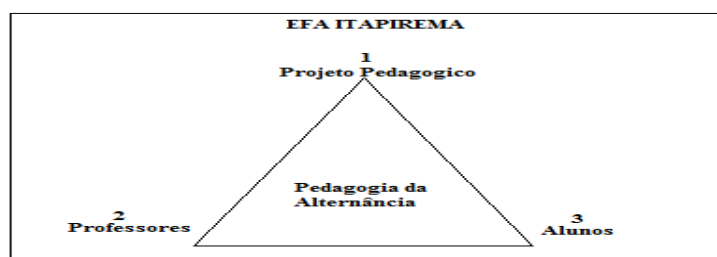 EFA ITAPIREMA
1
Projeto Pedagogico
Pedagogia da
Alternância
2
Professores
3
Alunos